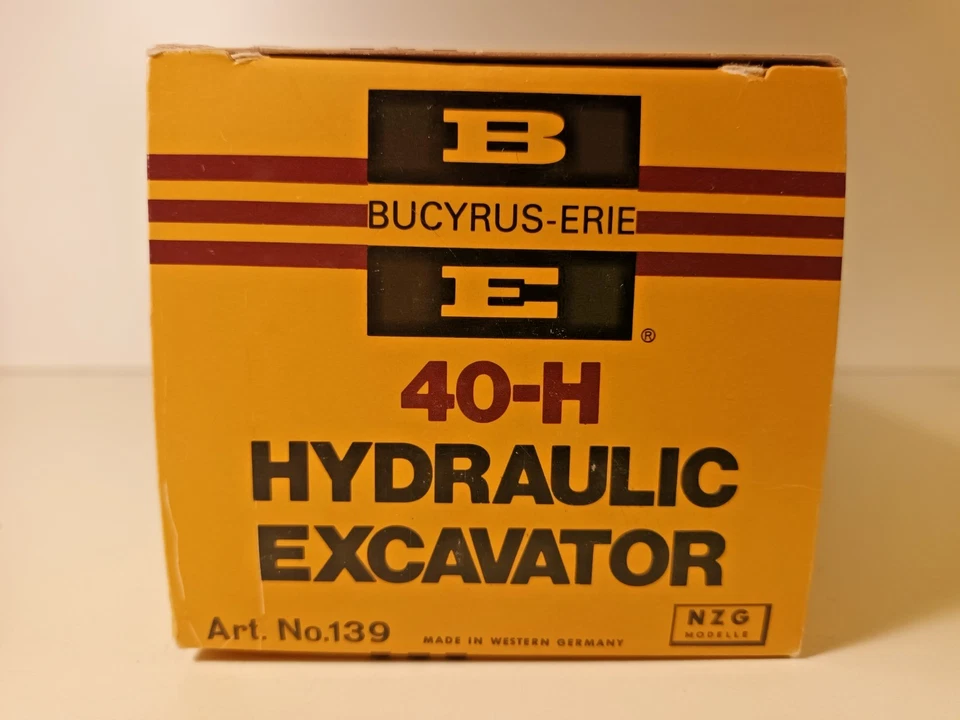 B
BUCYRUS-ERIE
E ®
40-H
HYDRAULIC
EXCAVATOR
Art. No.139
MADE IN WESTERN GERMANY
NZG
MODELLE